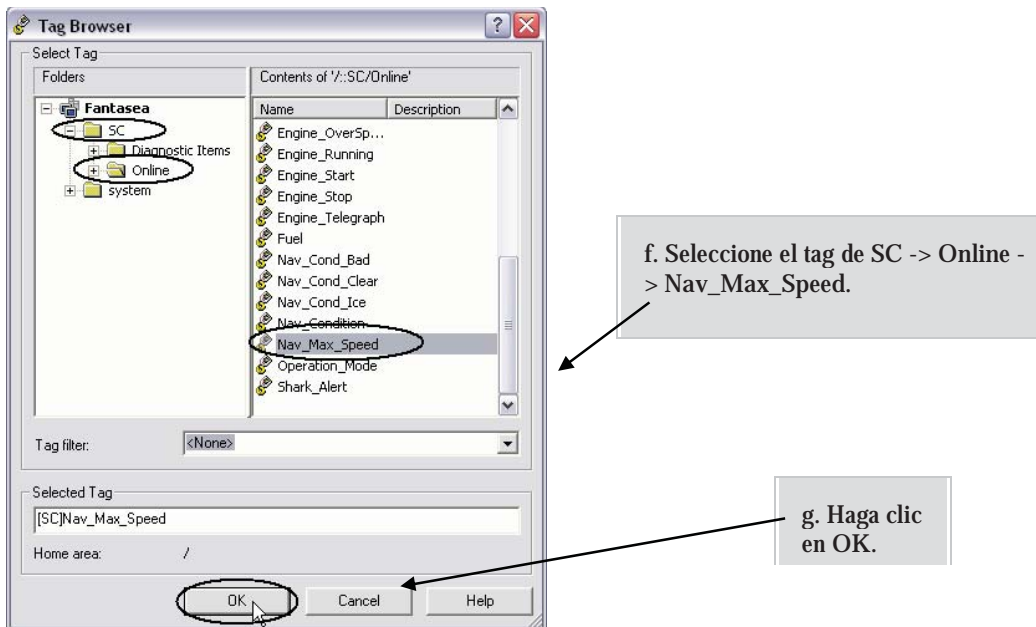 Tag Browser
Select Tag
Folders
Contents of '/::SC/Online'
Fantasea
SC
Diagnostic Items
Online
system
Name Description
Engine_OverSp...
Engine_Running
Engine_Start
Engine_Stop
Engine_Telegraph
Fuel
Nav_Cond_Bad
Nav_Cond_Clear
Nav_Cond_Ice
Nav_Condition
Nav_Max_Speed
Operation_Mode
Shark_Alert
Tag filter: <None>
Selected Tag
[SC]Nav_Max_Speed
Home area: /
OK Cancel Help
f. Seleccione el tag de SC -> Online -
> Nav_Max_Speed.
g. Haga clic
en OK.